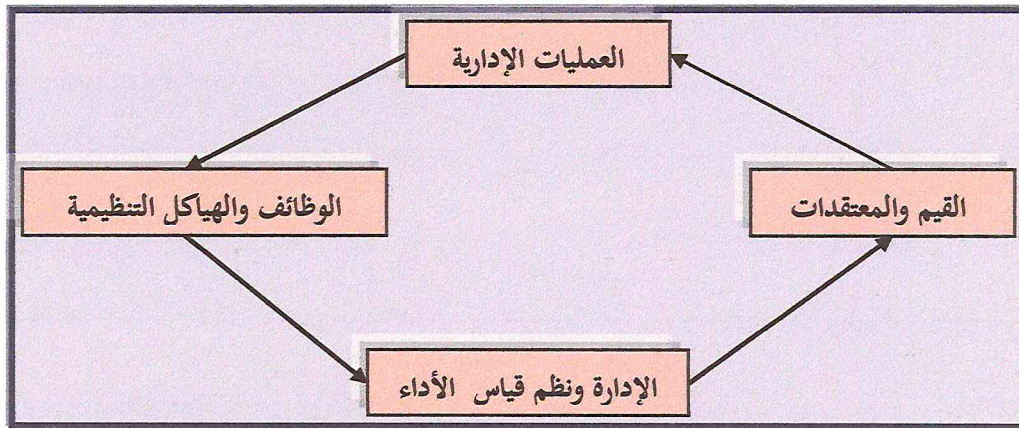 العمليات الإدارية
القيم والمعتقدات
الوظائف والهياكل التنظيمية
الإدارة ونظم قياس الأداء